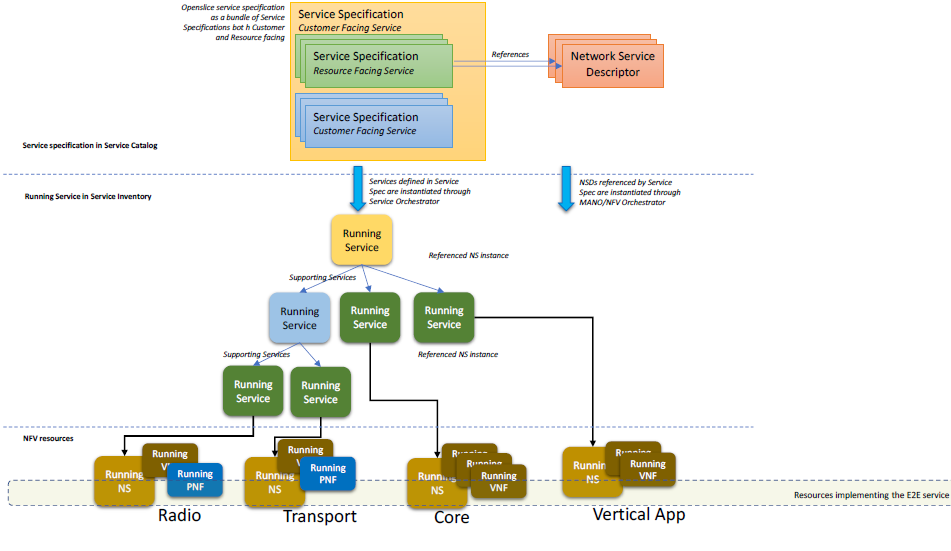 Openslice service specification
as a bundle of Service
Specifications bot h Customer
and Resource facing
Service Specification
Customer Facing Service
Service Specification
Resource Facing Service
References
Network Service
Descriptor
Service Specification
Customer Facing Service
Service specification in Service Catalog
Running Service in Service Inventory
Services defined in Service
Spec are instantiated through
Service Orchestrator
NSDs referenced by Service
Spec are instantiated through
MANO/NFV Orchestrator
Running
Service
Referenced NS instance
Supporting Services
Running
Service
Running
Service
Running
Service
Supporting Services
Referenced NS instance
Running
Service
Running
Service
NFV resources
Running
NS
Running
Running
PNF
Running
NS
Running
Running
PNF
Running
NS
Running
Running
Running
VNF
Running
NS
Running
Running
VNF
Resources implementing the E2E service
Radio
Transport
Core
Vertical App